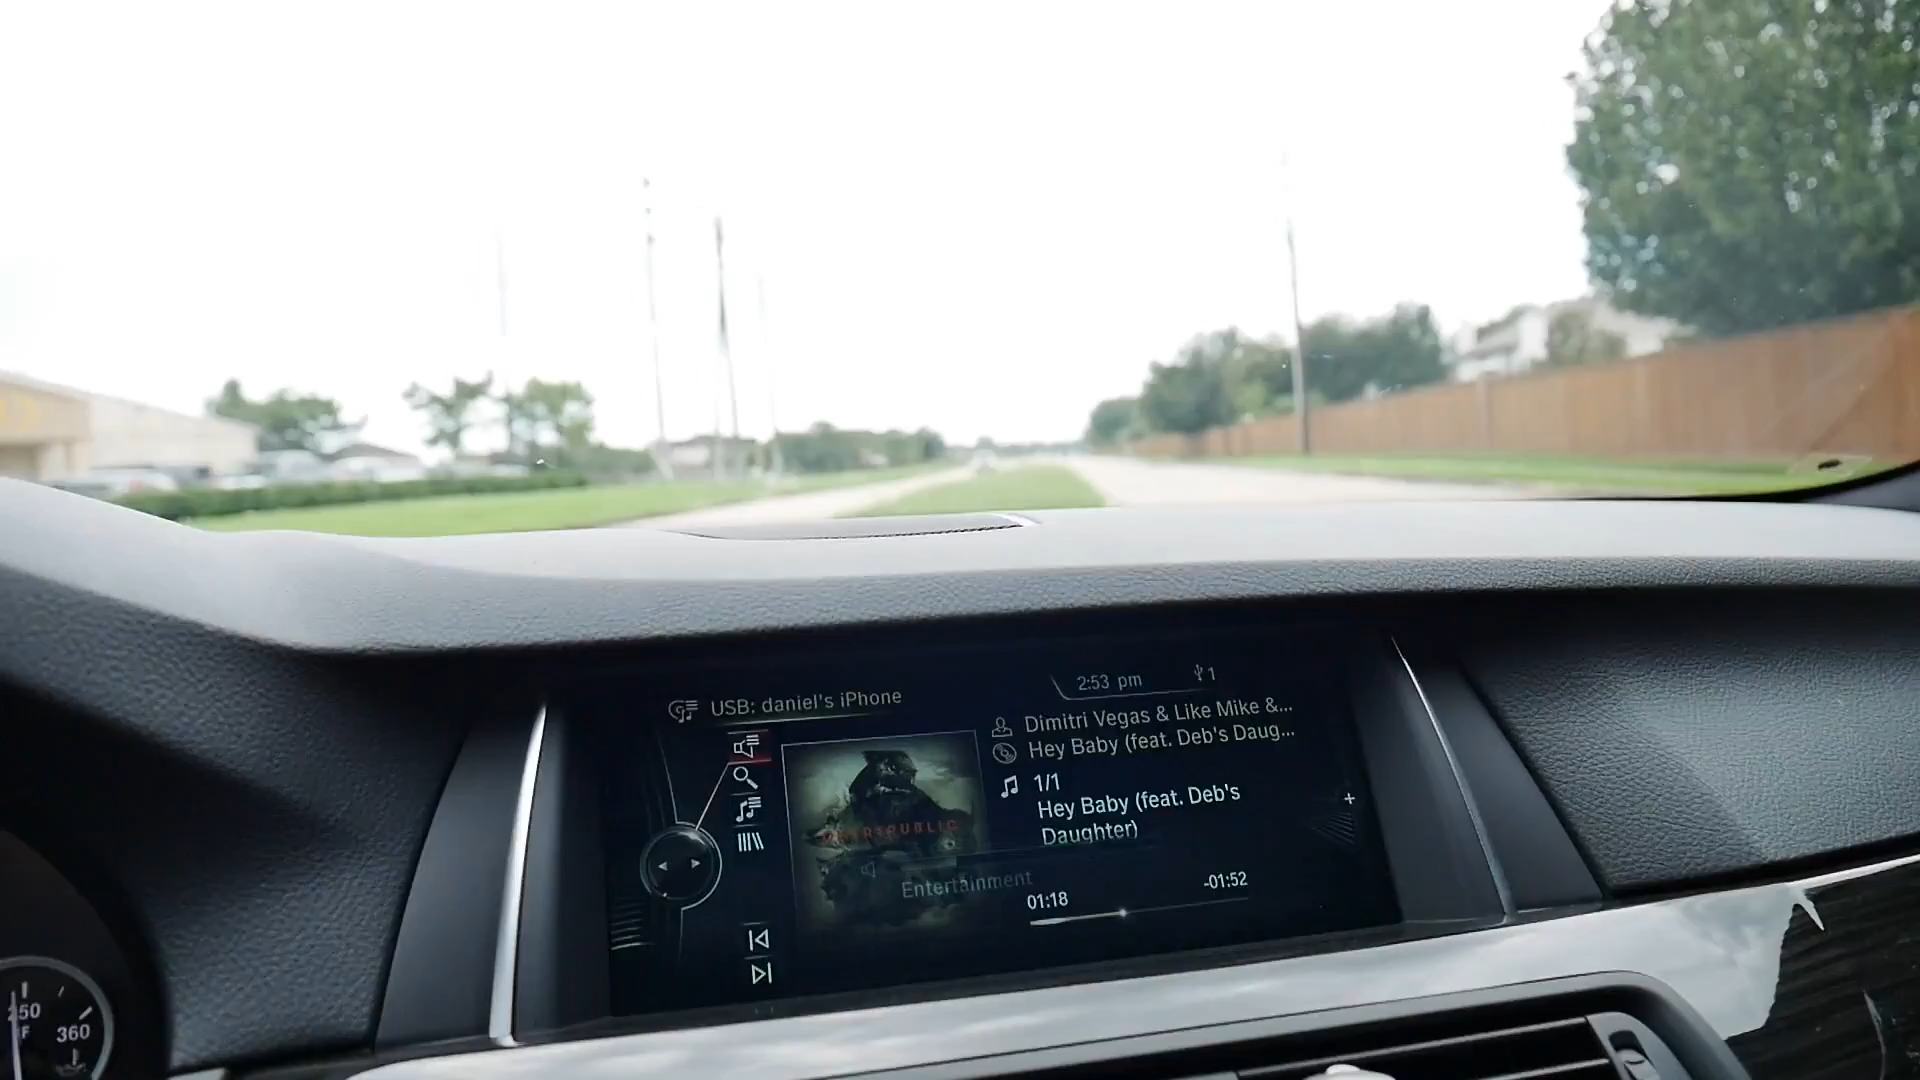 2:53 pm
1
USB: daniel's iPhone
Dimitri Vegas & Like Mike &...
Hey Baby (feat. Deb's Daug...
1/1
Hey Baby (feat. Deb's
Daughter)
Entertainment
01:18
-01:52
250
°F
360